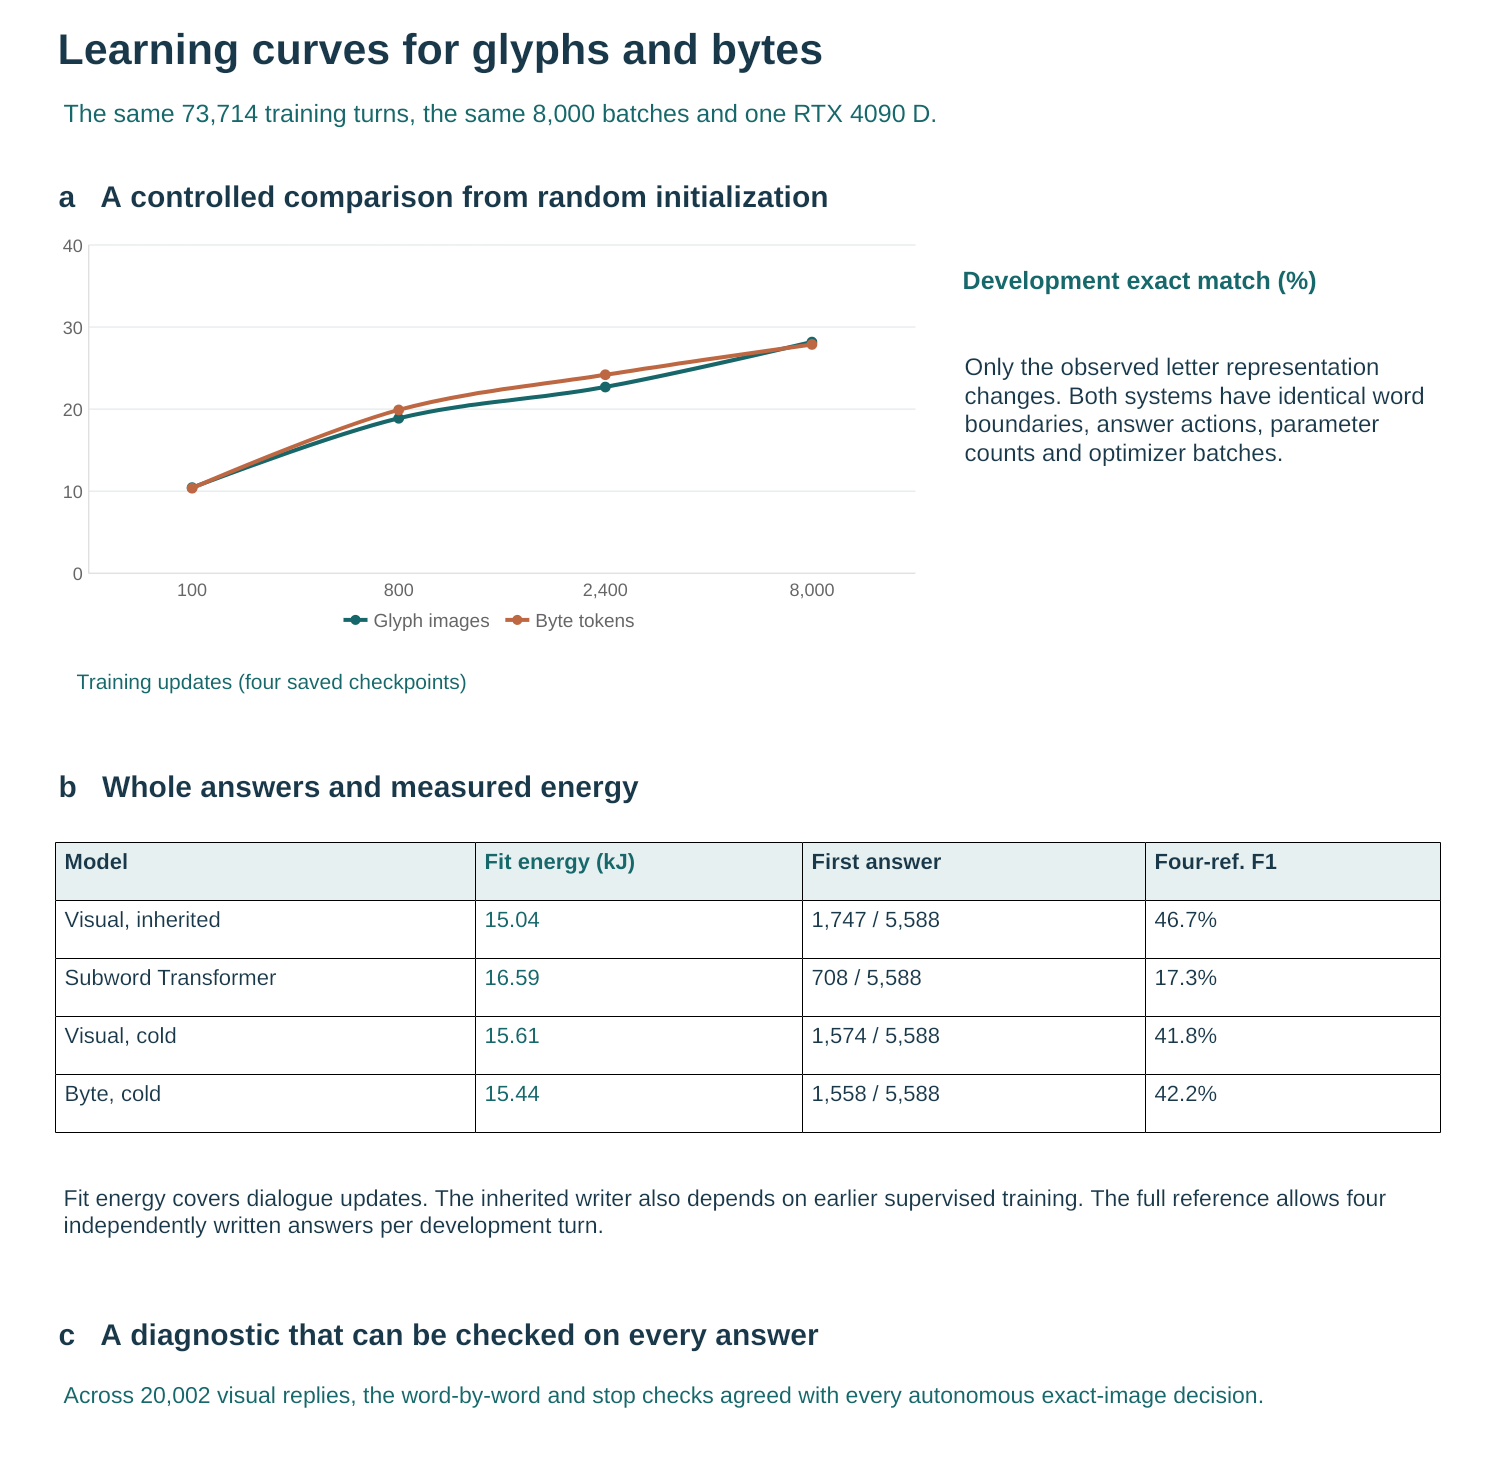 Learning curves for glyphs and bytes
The same 73,714 training turns, the same 8,000 batches and one RTX 4090 D.
a A controlled comparison from random initialization
40
30
20
10
0
100 800 2,400 8,000
Glyph images Byte tokens
Training updates (four saved checkpoints)
Development exact match (%)
Only the observed letter representation
changes. Both systems have identical word
boundaries, answer actions, parameter
counts and optimizer batches.
b Whole answers and measured energy
Model Fit energy (kJ) First answer Four-ref. F1
Visual, inherited 15.04 1,747 / 5,588 46.7%
Subword Transformer 16.59 708 / 5,588 17.3%
Visual, cold 15.61 1,574 / 5,588 41.8%
Byte, cold 15.44 1,558 / 5,588 42.2%
Fit energy covers dialogue updates. The inherited writer also depends on earlier supervised training. The full reference allows four
independently written answers per development turn.
c A diagnostic that can be checked on every answer
Across 20,002 visual replies, the word-by-word and stop checks agreed with every autonomous exact-image decision.